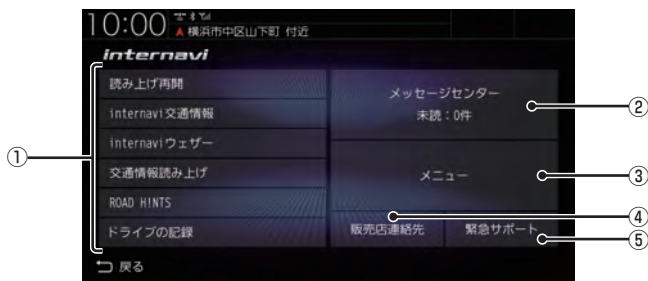 10:00
▲横浜市中区山下町 付近
internavi
読み上げ再開
internavi交通情報
internaviウェザー
交通情報読み上げ
ROAD H!NTS
ドライブの記録
メッセージセンター
未読：0件
メニュー
販売店連絡先
緊急サポート
戻る
①
②
③
④
⑤